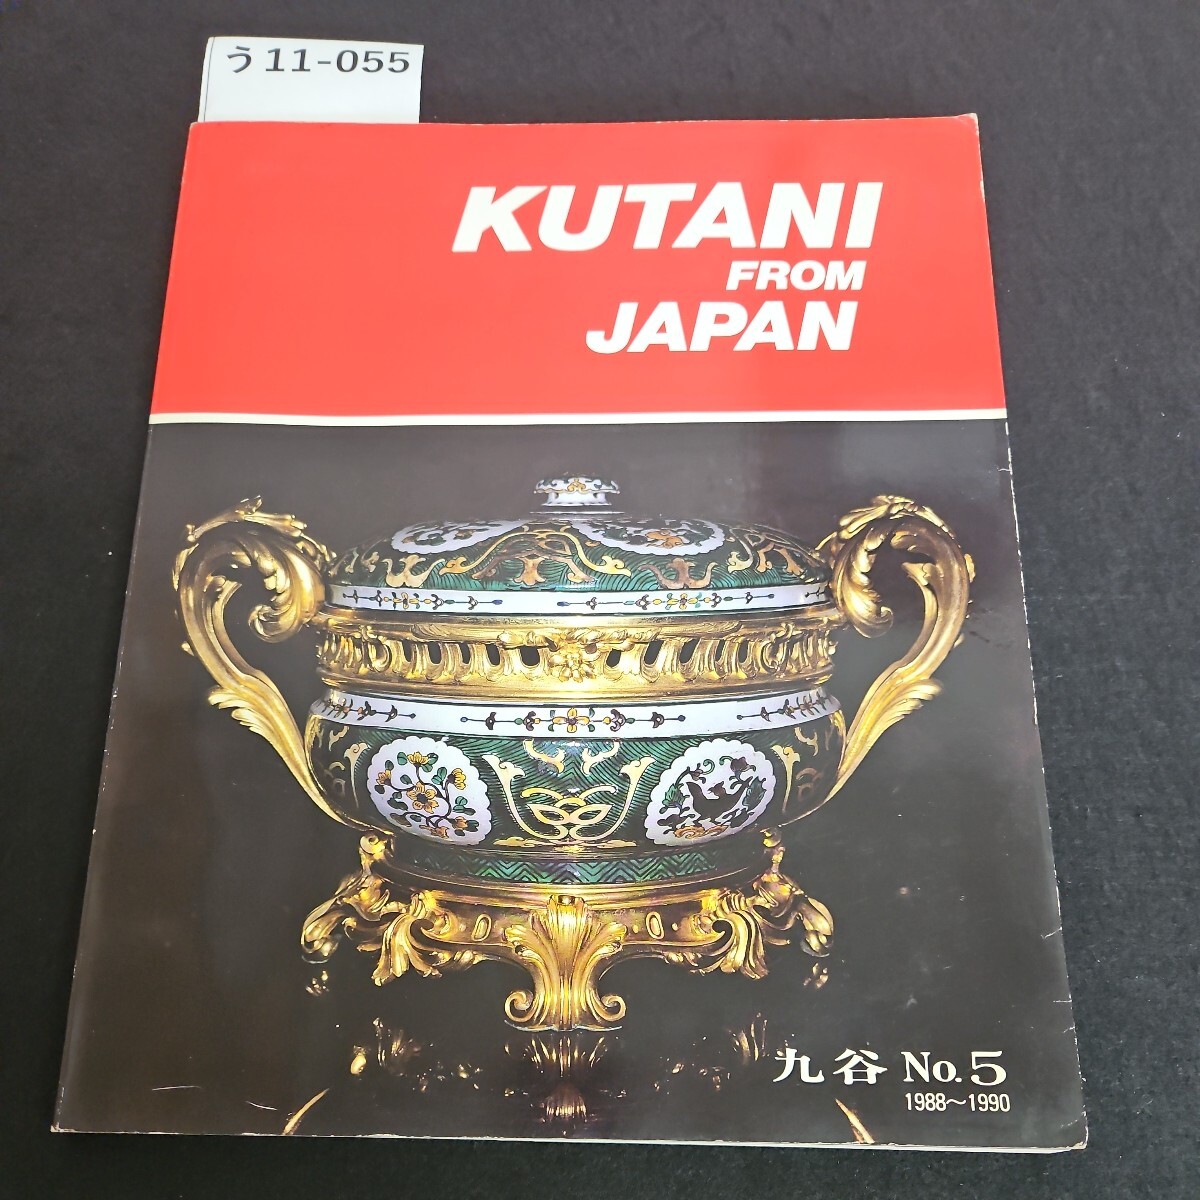 う11-055
KUTANI
FROM
JAPAN
九谷 No.5
1988～1990